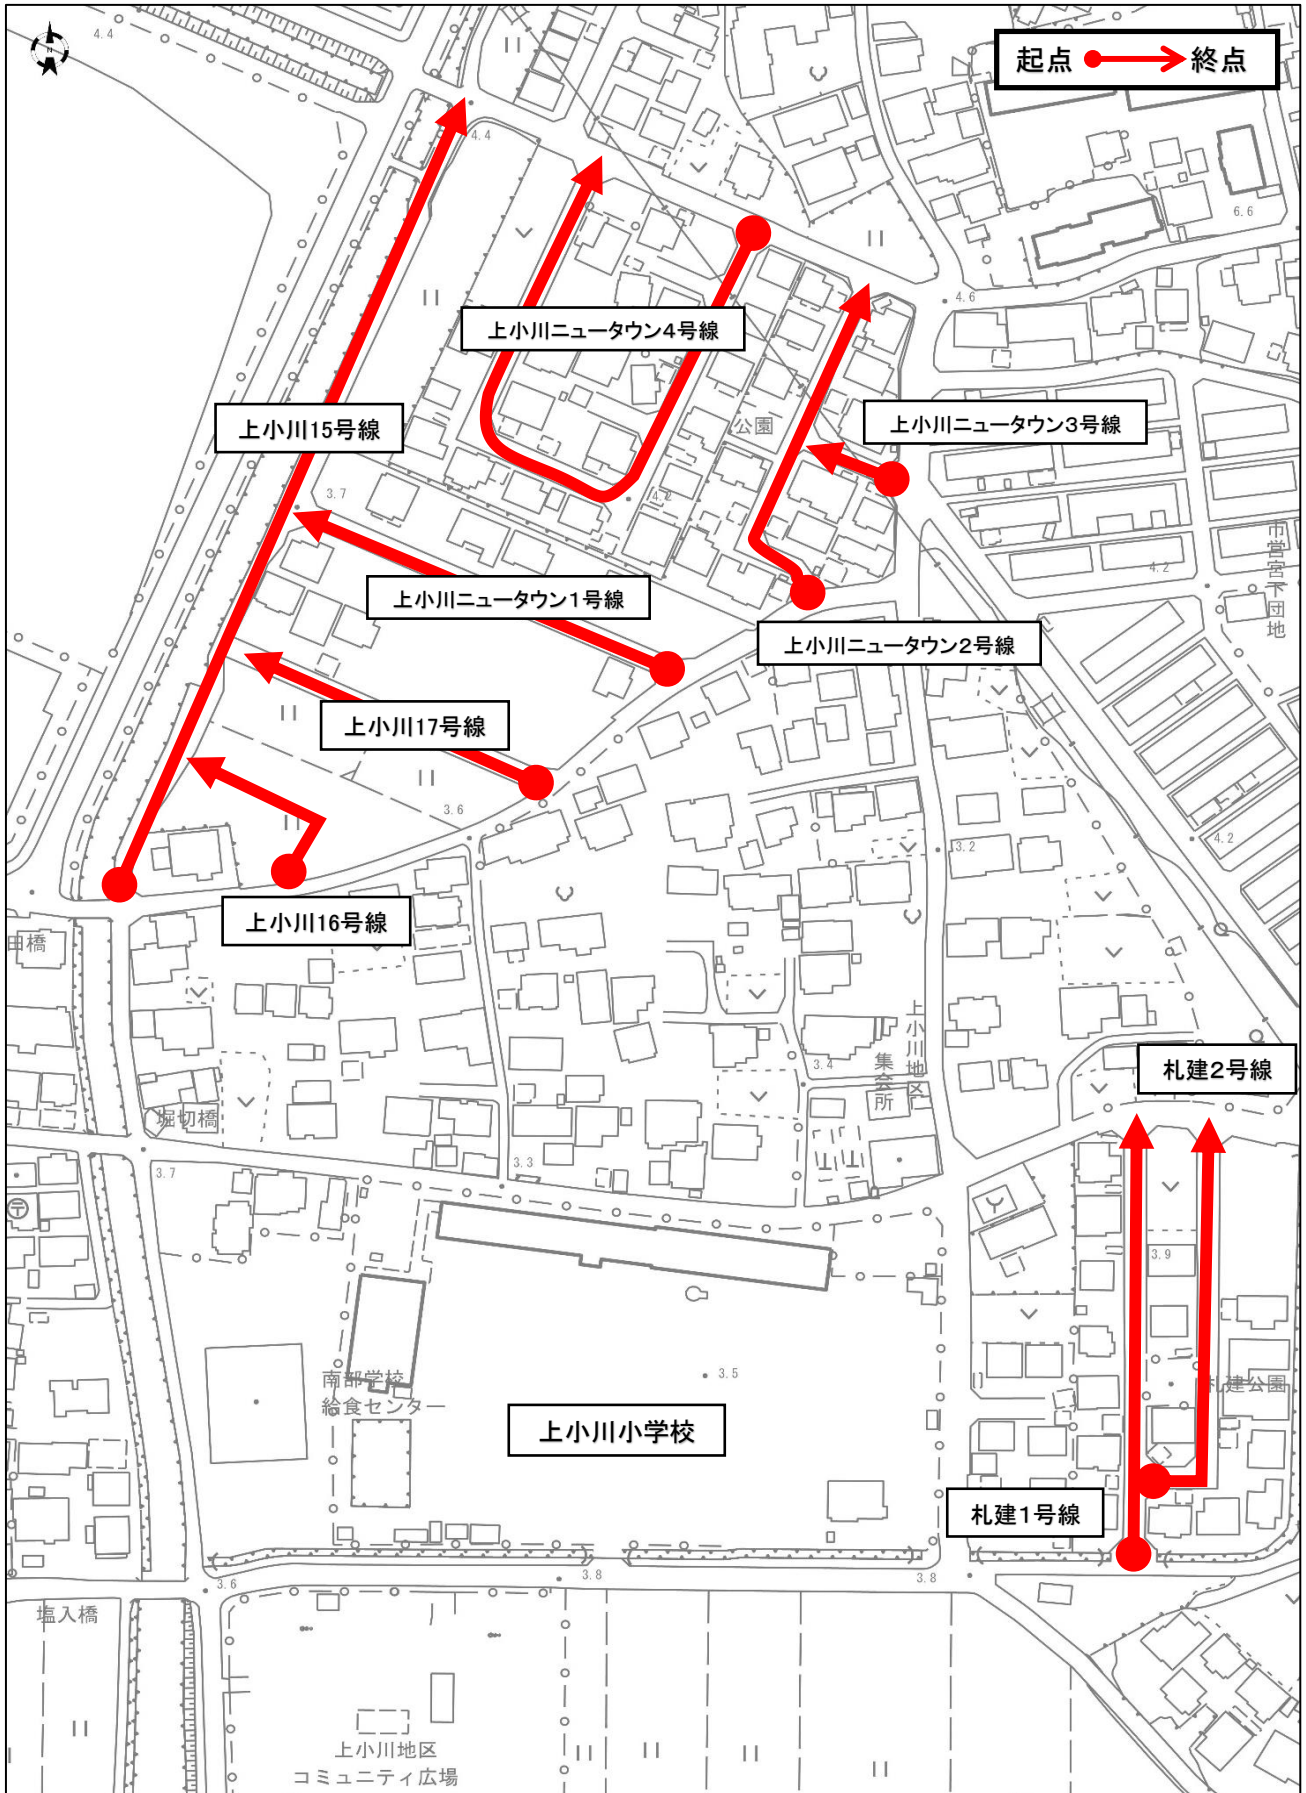 N
4.4
起点 終点
4.4
6.6
4.6
上小川ニュータウン4号線
上小川15号線
公園
上小川ニュータウン3号線
3.7
4.2
市営宮下団地
4.2
上小川ニュータウン1号線
上小川ニュータウン2号線
上小川17号線
3.6
4.2
3.2
上小川16号線
田橋
上小川地区
集会所
3.4
札建2号線
堀切橋
3.7
3.3
3.9
3.5
南部学校
給食センター
札建公園
上小川小学校
札建1号線
3.6
3.8
3.8
塩入橋
上小川地区
コミュニティ広場